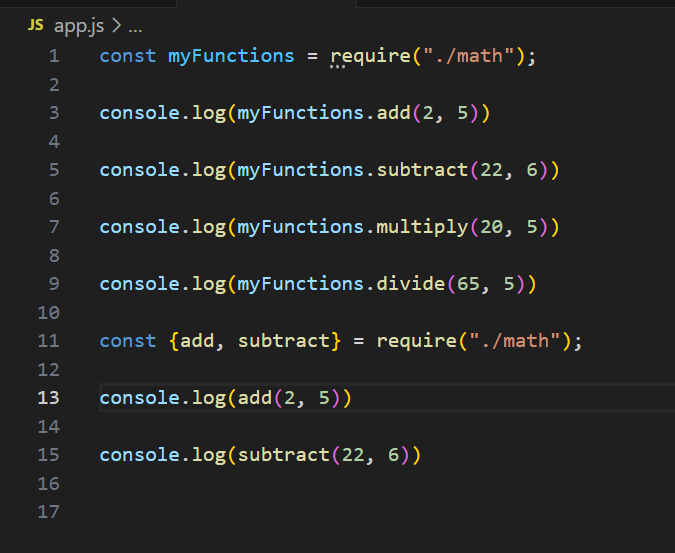 JS app.js > ...
1 const myFunctions = require("./math");
2
3 console.log(myFunctions.add(2, 5))
4
5 console.log(myFunctions.subtract(22, 6))
6
7 console.log(myFunctions.multiply(20, 5))
8
9 console.log(myFunctions.divide(65, 5))
10
11 const {add, subtract} = require("./math");
12
13 console.log(add(2, 5))
14
15 console.log(subtract(22, 6))
16
17